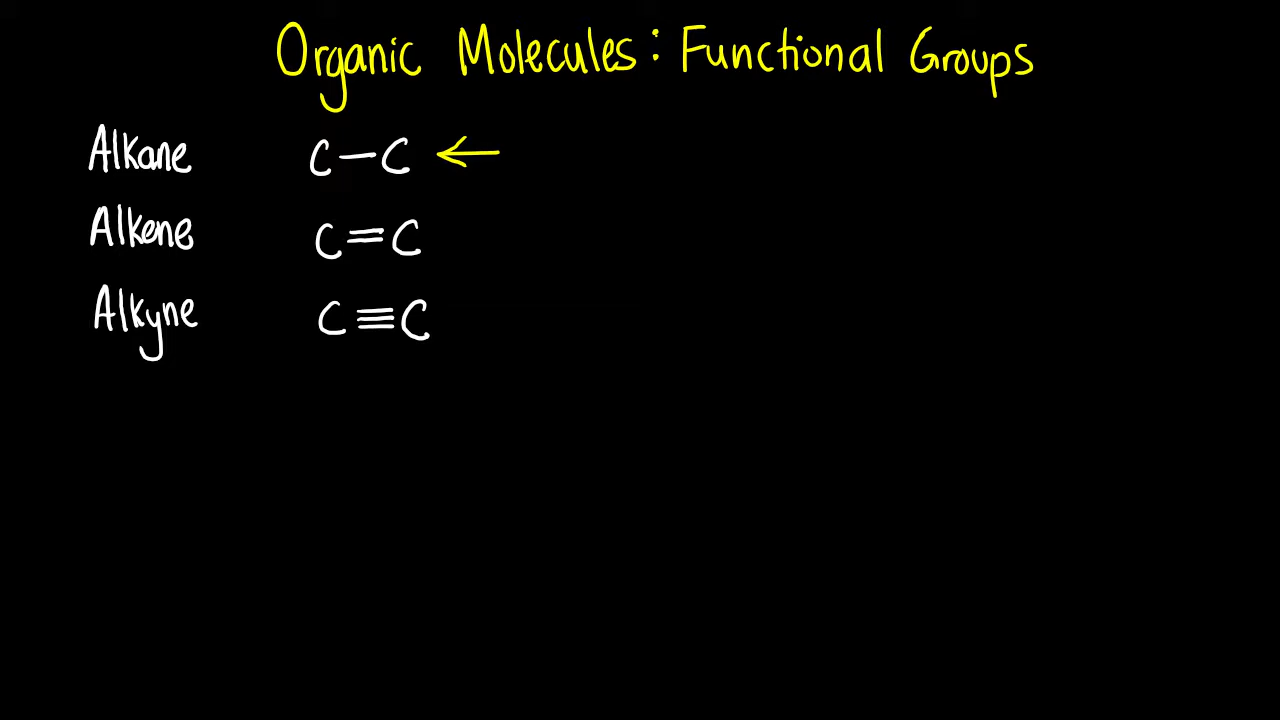 Organic Molecules: Functional Groups
Alkane C—C ←
Alkene C=C
Alkyne C≡C